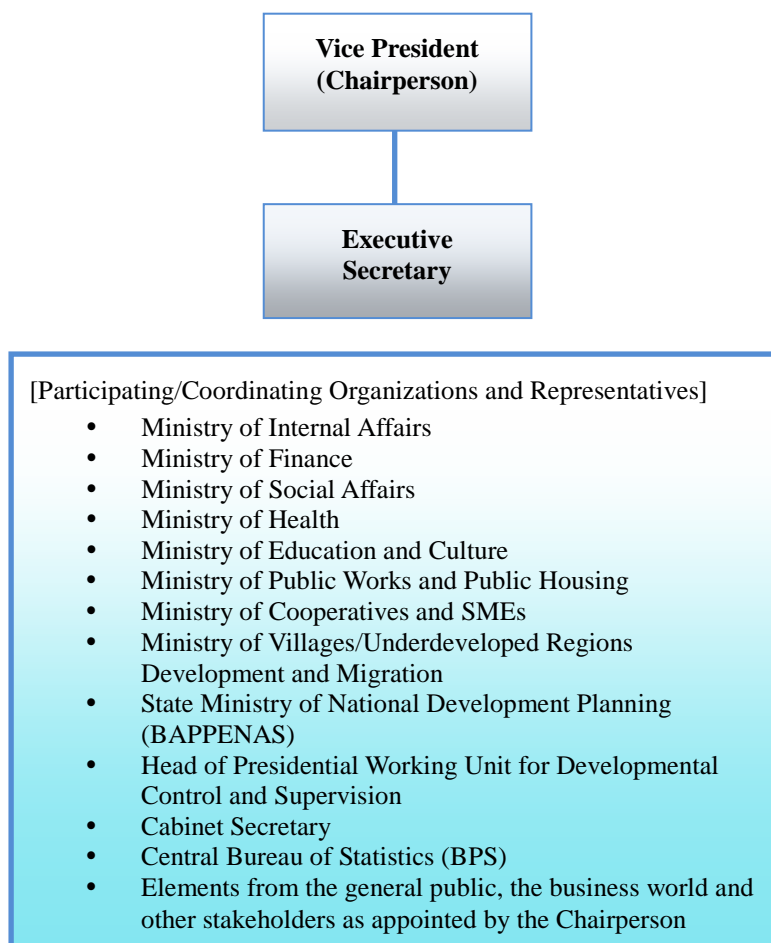 Vice President
(Chairperson)
Executive
Secretary
[Participating/Coordinating Organizations and Representatives]
• Ministry of Internal Affairs
• Ministry of Finance
• Ministry of Social Affairs
• Ministry of Health
• Ministry of Education and Culture
• Ministry of Public Works and Public Housing
• Ministry of Cooperatives and SMEs
• Ministry of Villages/Underdeveloped Regions
Development and Migration
• State Ministry of National Development Planning
(BAPPENAS)
• Head of Presidential Working Unit for Developmental
Control and Supervision
• Cabinet Secretary
• Central Bureau of Statistics (BPS)
• Elements from the general public, the business world and
other stakeholders as appointed by the Chairperson